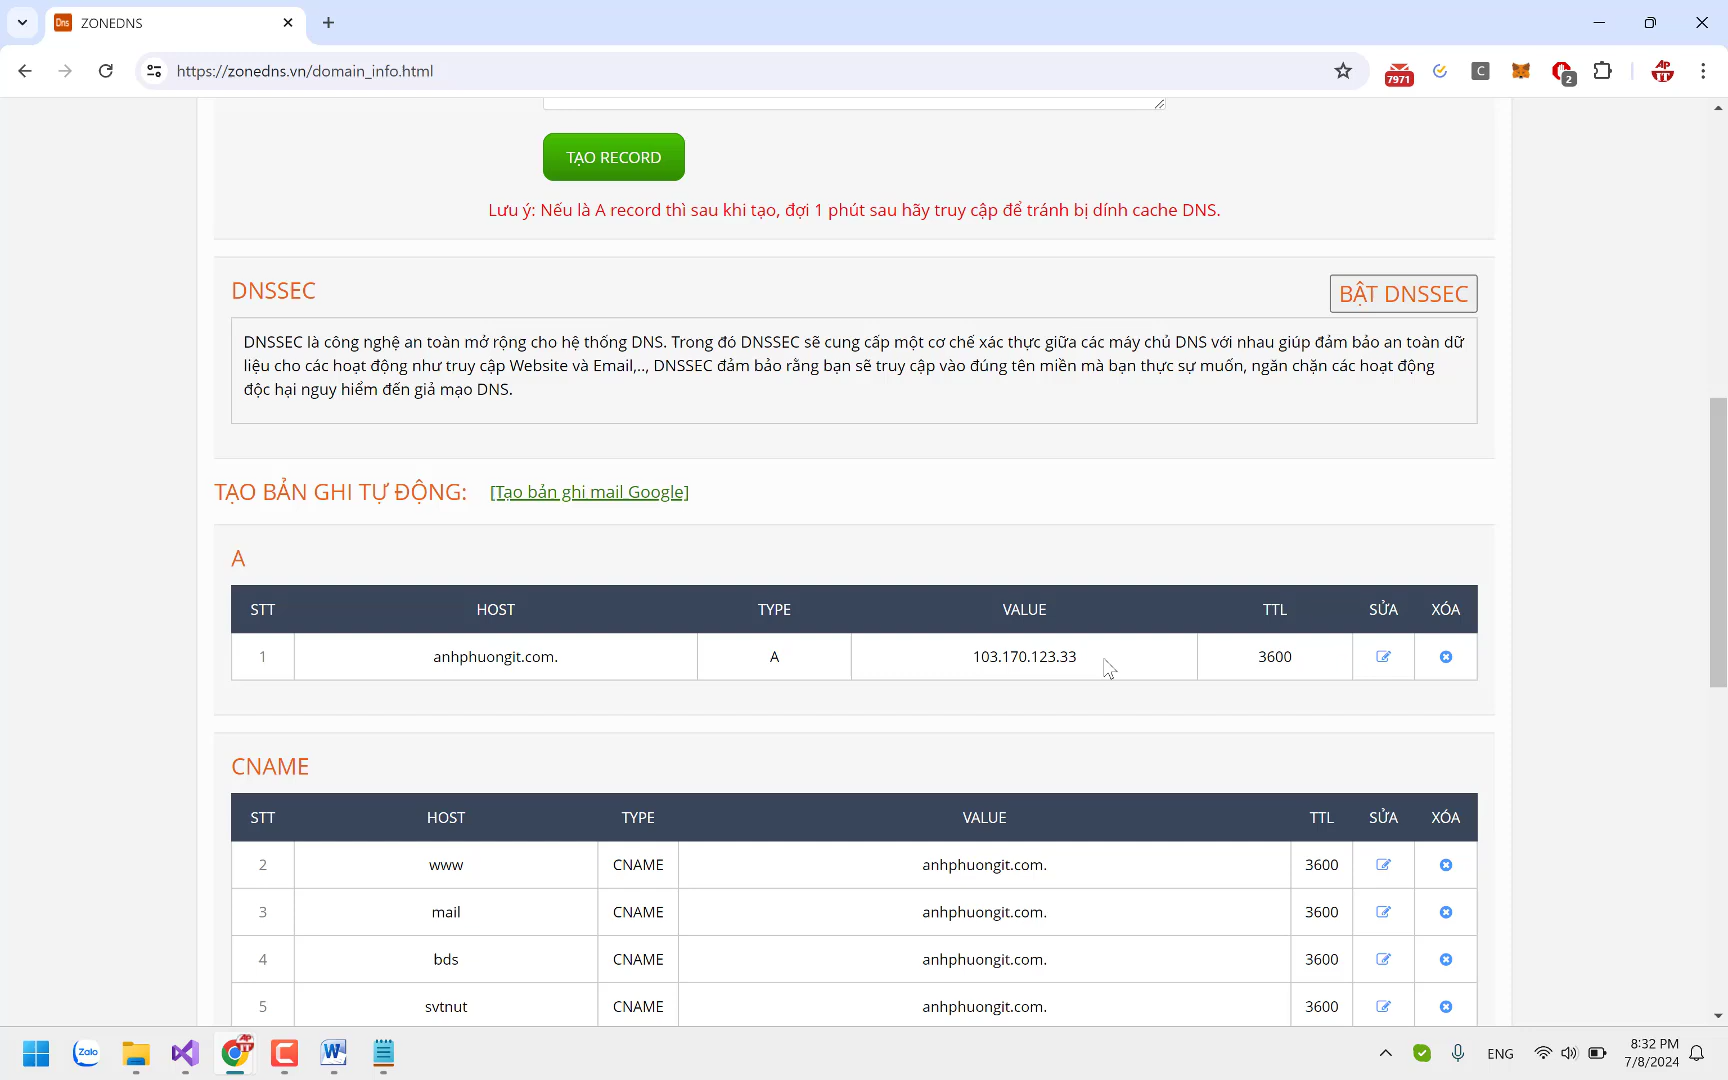 ZONEDNS
https://zonedns.vn/domain_info.html
7971
C
2
AP
TT
TẠO RECORD
Lưu ý: Nếu là A record thì sau khi tạo, đợi 1 phút sau hãy truy cập để tránh bị dính cache DNS.
DNSSEC
BẬT DNSSEC
DNSSEC là công nghệ an toàn mở rộng cho hệ thống DNS. Trong đó DNSSEC sẽ cung cấp một cơ chế xác thực giữa các máy chủ DNS với nhau giúp đảm bảo an toàn dữ
liệu cho các hoạt động như truy cập Website và Email,.., DNSSEC đảm bảo rằng bạn sẽ truy cập vào đúng tên miền mà bạn thực sự muốn, ngăn chặn các hoạt động
độc hại nguy hiểm đến giả mạo DNS.
TẠO BẢN GHI TỰ ĐỘNG: [Tạo bản ghi mail Google]
A
STT HOST TYPE VALUE TTL SỬA XÓA
1 anhphuongit.com. A 103.170.123.33 3600
CNAME
STT HOST TYPE VALUE TTL SỬA XÓA
2 www CNAME anhphuongit.com. 3600
3 mail CNAME anhphuongit.com. 3600
4 bds CNAME anhphuongit.com. 3600
5 svtnut CNAME anhphuongit.com. 3600
Zalo
ENG
8:32 PM
7/8/2024